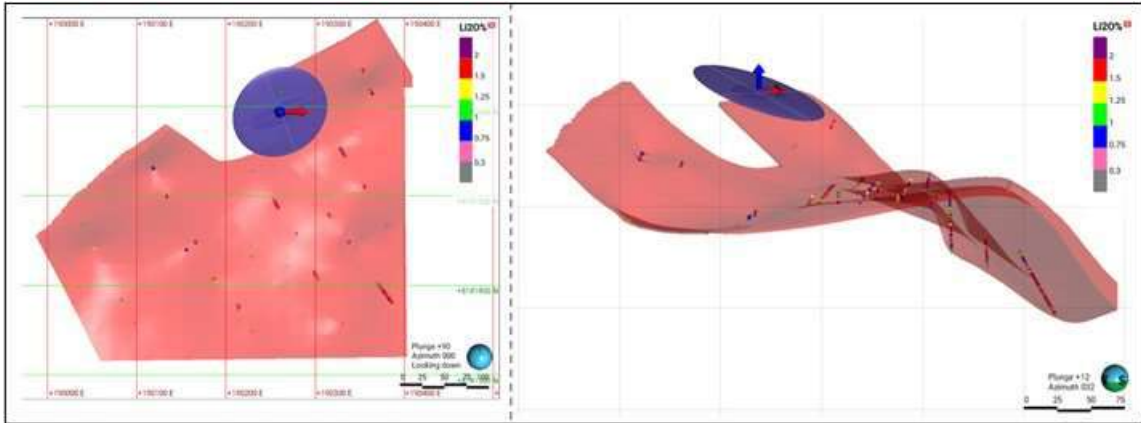 +190000 E
+190100 E
+190200 E
+190300 E
+190400 E
Li2O%
2
1.5
1.25
1
0.75
0.3
Plunge +90
Azimuth 000
Looking down
0 25 50 75 100
+190000 E
+190100 E
+190200 E
+190300 E
+190400 E
Li2O%
2
1.5
1.25
1
0.75
0.3
Plunge +12
Azimuth 032
0 25 50 75